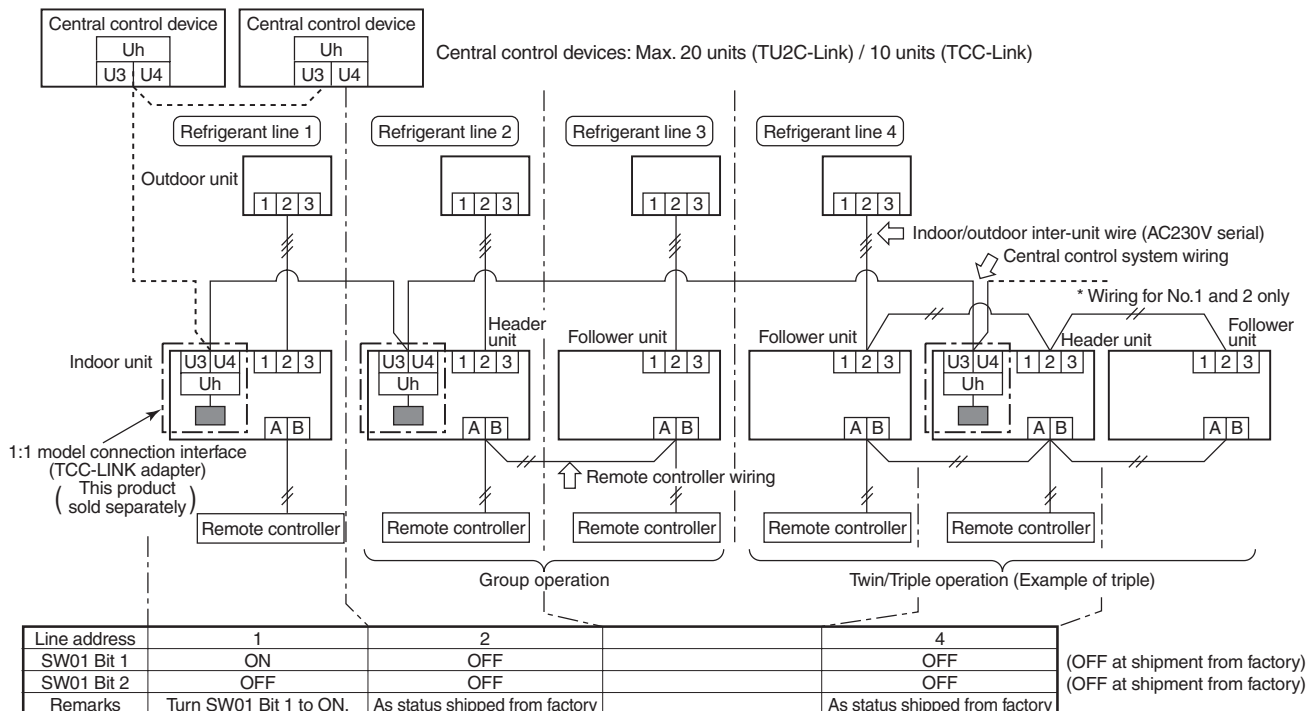 Central control device
Uh
U3 U4
Central control device
Uh
U3 U4
Central control devices: Max. 20 units (TU2C-Link) / 10 units (TCC-Link)
Refrigerant line 1
Refrigerant line 2
Refrigerant line 3
Refrigerant line 4
Outdoor unit
1 2 3
1 2 3
1 2 3
1 2 3
Indoor/outdoor inter-unit wire (AC230V serial)
Central control system wiring
* Wiring for No.1 and 2 only
Indoor unit
U3 U4
Uh
1 2 3
A B
Header
unit
U3 U4
Uh
1 2 3
A B
Follower unit
1 2 3
A B
Follower unit
1 2 3
A B
Header unit
U3 U4
Uh
1 2 3
A B
Follower
unit
1 2 3
A B
1:1 model connection interface
(TCC-LINK adapter)
( This product
sold separately )
Remote controller wiring
Remote controller
Remote controller
Remote controller
Remote controller
Remote controller
Group operation
Twin/Triple operation (Example of triple)
Line address 1 2 4
SW01 Bit 1 ON OFF OFF (OFF at shipment from factory)
SW01 Bit 2 OFF OFF OFF (OFF at shipment from factory)
Remarks Turn SW01 Bit 1 to ON. As status shipped from factory As status shipped from factory